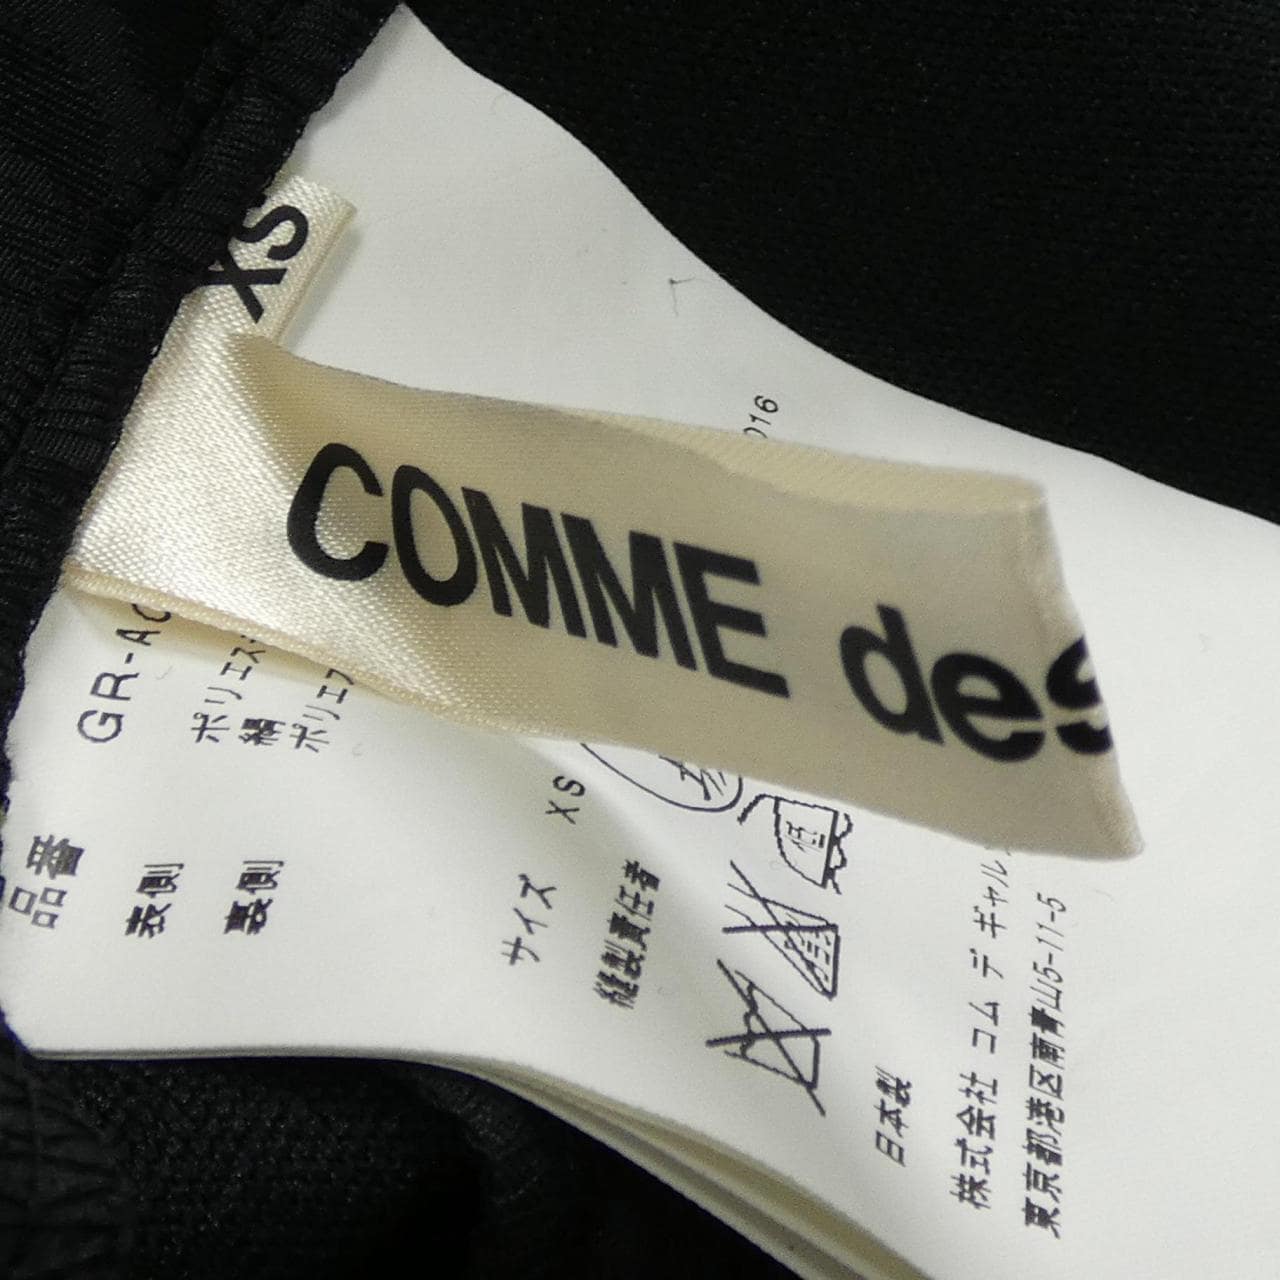 XS
COMME des
016
品番 GR-A
表側 ポリエス
絹
裏側 ポリエス
サイズ XS
縫製責任者
低
日本製
株式会社 コム デ ギャル
東京都港区南青山5-11-5